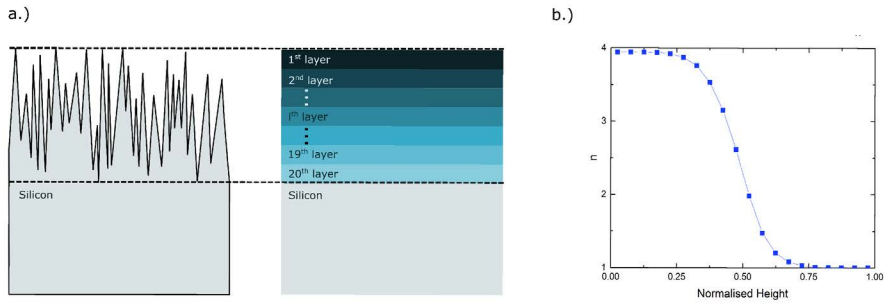 a.)
1st layer
2nd layer
Ith layer
19th layer
20th layer
Silicon
Silicon
b.)
4
3
2
1
n
0.00
0.25
0.50
0.75
1.00
Normalised Height